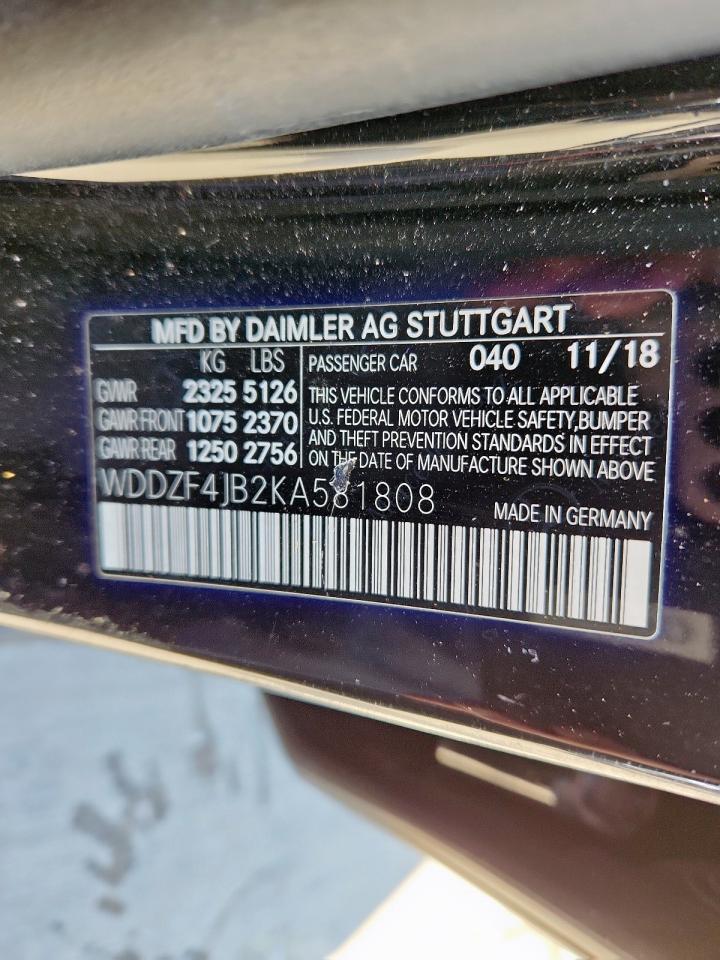 MFD BY DAIMLER AG STUTTGART
KG LBS
GVWR 2325 5126
GAWR FRONT 1075 2370
GAWR REAR 1250 2756
PASSENGER CAR 040 11/18
THIS VEHICLE CONFORMS TO ALL APPLICABLE
U.S. FEDERAL MOTOR VEHICLE SAFETY,BUMPER
AND THEFT PREVENTION STANDARDS IN EFFECT
ON THE DATE OF MANUFACTURE SHOWN ABOVE
WDDZF4JB2KA581808
MADE IN GERMANY